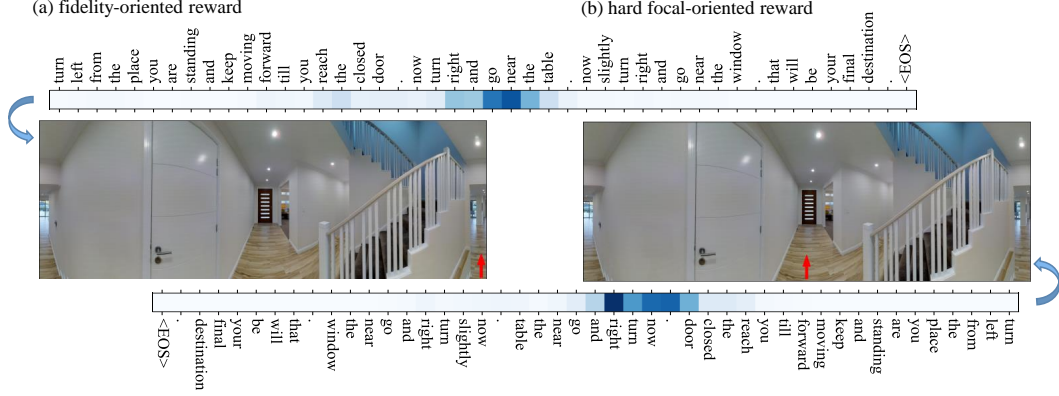 (a) fidelity-oriented reward
(b) hard focal-oriented reward
turn left from the place you are standing and keep moving forward till you reach the closed door . now turn right and go near the table . now slightly turn right and go near the window . that will be your final destination . <EOS>
turn left from the place you are standing and keep moving forward till you reach the closed door . now turn right and go near the table . now slightly turn right and go near the window . that will be your final destination . <EOS>